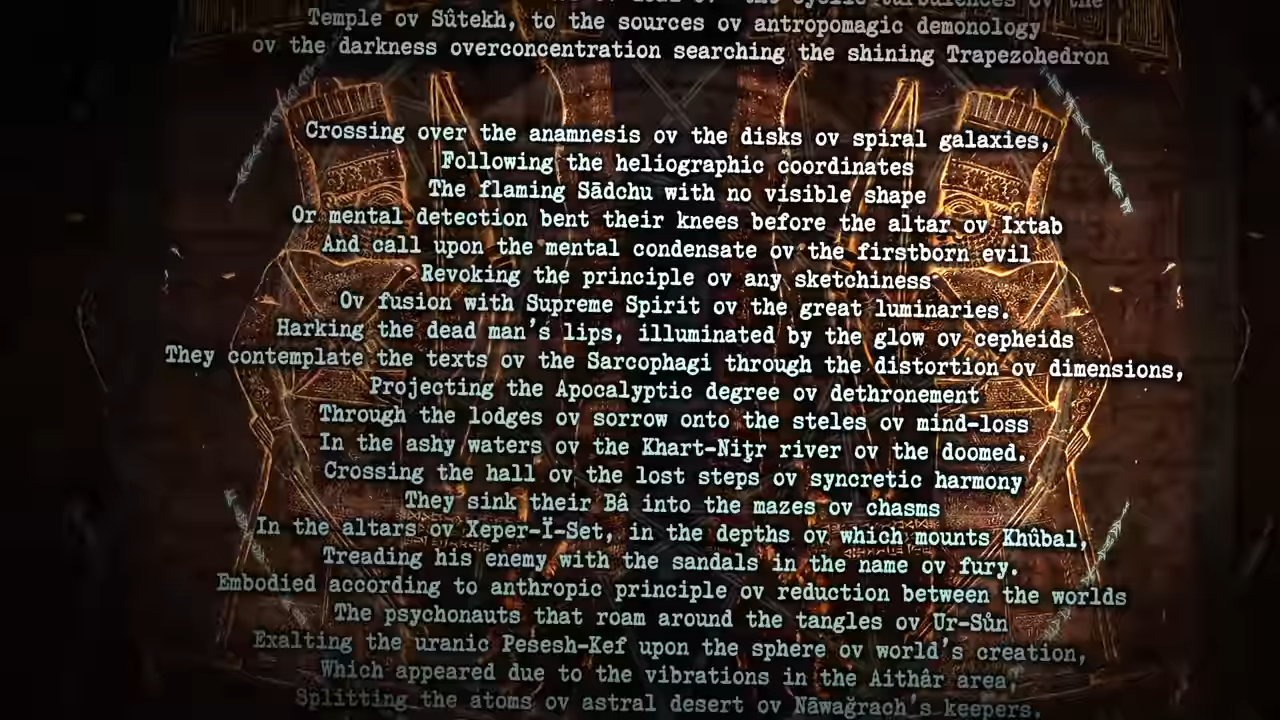 the cyclic turbulences ov the
Temple ov Sûtekh, to the sources ov antropomagic demonology
ov the darkness overconcentration searching the shining Trapezohedron
Crossing over the anamnesis ov the disks ov spiral galaxies,
Following the heliographic coordinates
The flaming Sādchu with no visible shape
Or mental detection bent their knees before the altar ov Ixtab
And call upon the mental condensate ov the firstborn evil
Revoking the principle ov any sketchiness
Ov fusion with Supreme Spirit ov the great luminaries.
Harking the dead man's lips, illuminated by the glow ov cepheids
They contemplate the texts ov the Sarcophagi through the distortion ov dimensions,
Projecting the Apocalyptic degree ov dethronement
Through the lodges ov sorrow onto the steles ov mind-loss
In the ashy waters ov the Khart-Niţr river ov the doomed.
Crossing the hall ov the lost steps ov syncretic harmony
They sink their Bâ into the mazes ov chasms
In the altars ov Xeper-Ï-Set, in the depths ov which mounts Khûbal,
Treading his enemy with the sandals in the name ov fury.
Embodied according to anthropic principle ov reduction between the worlds
The psychonauts that roam around the tangles ov Ur-Sůn
Exalting the uranic Pesesh-Kef upon the sphere ov world's creation,
Which appeared due to the vibrations in the Aithâr area,
Splitting the atoms ov astral desert ov Nāwağrach's keepers.